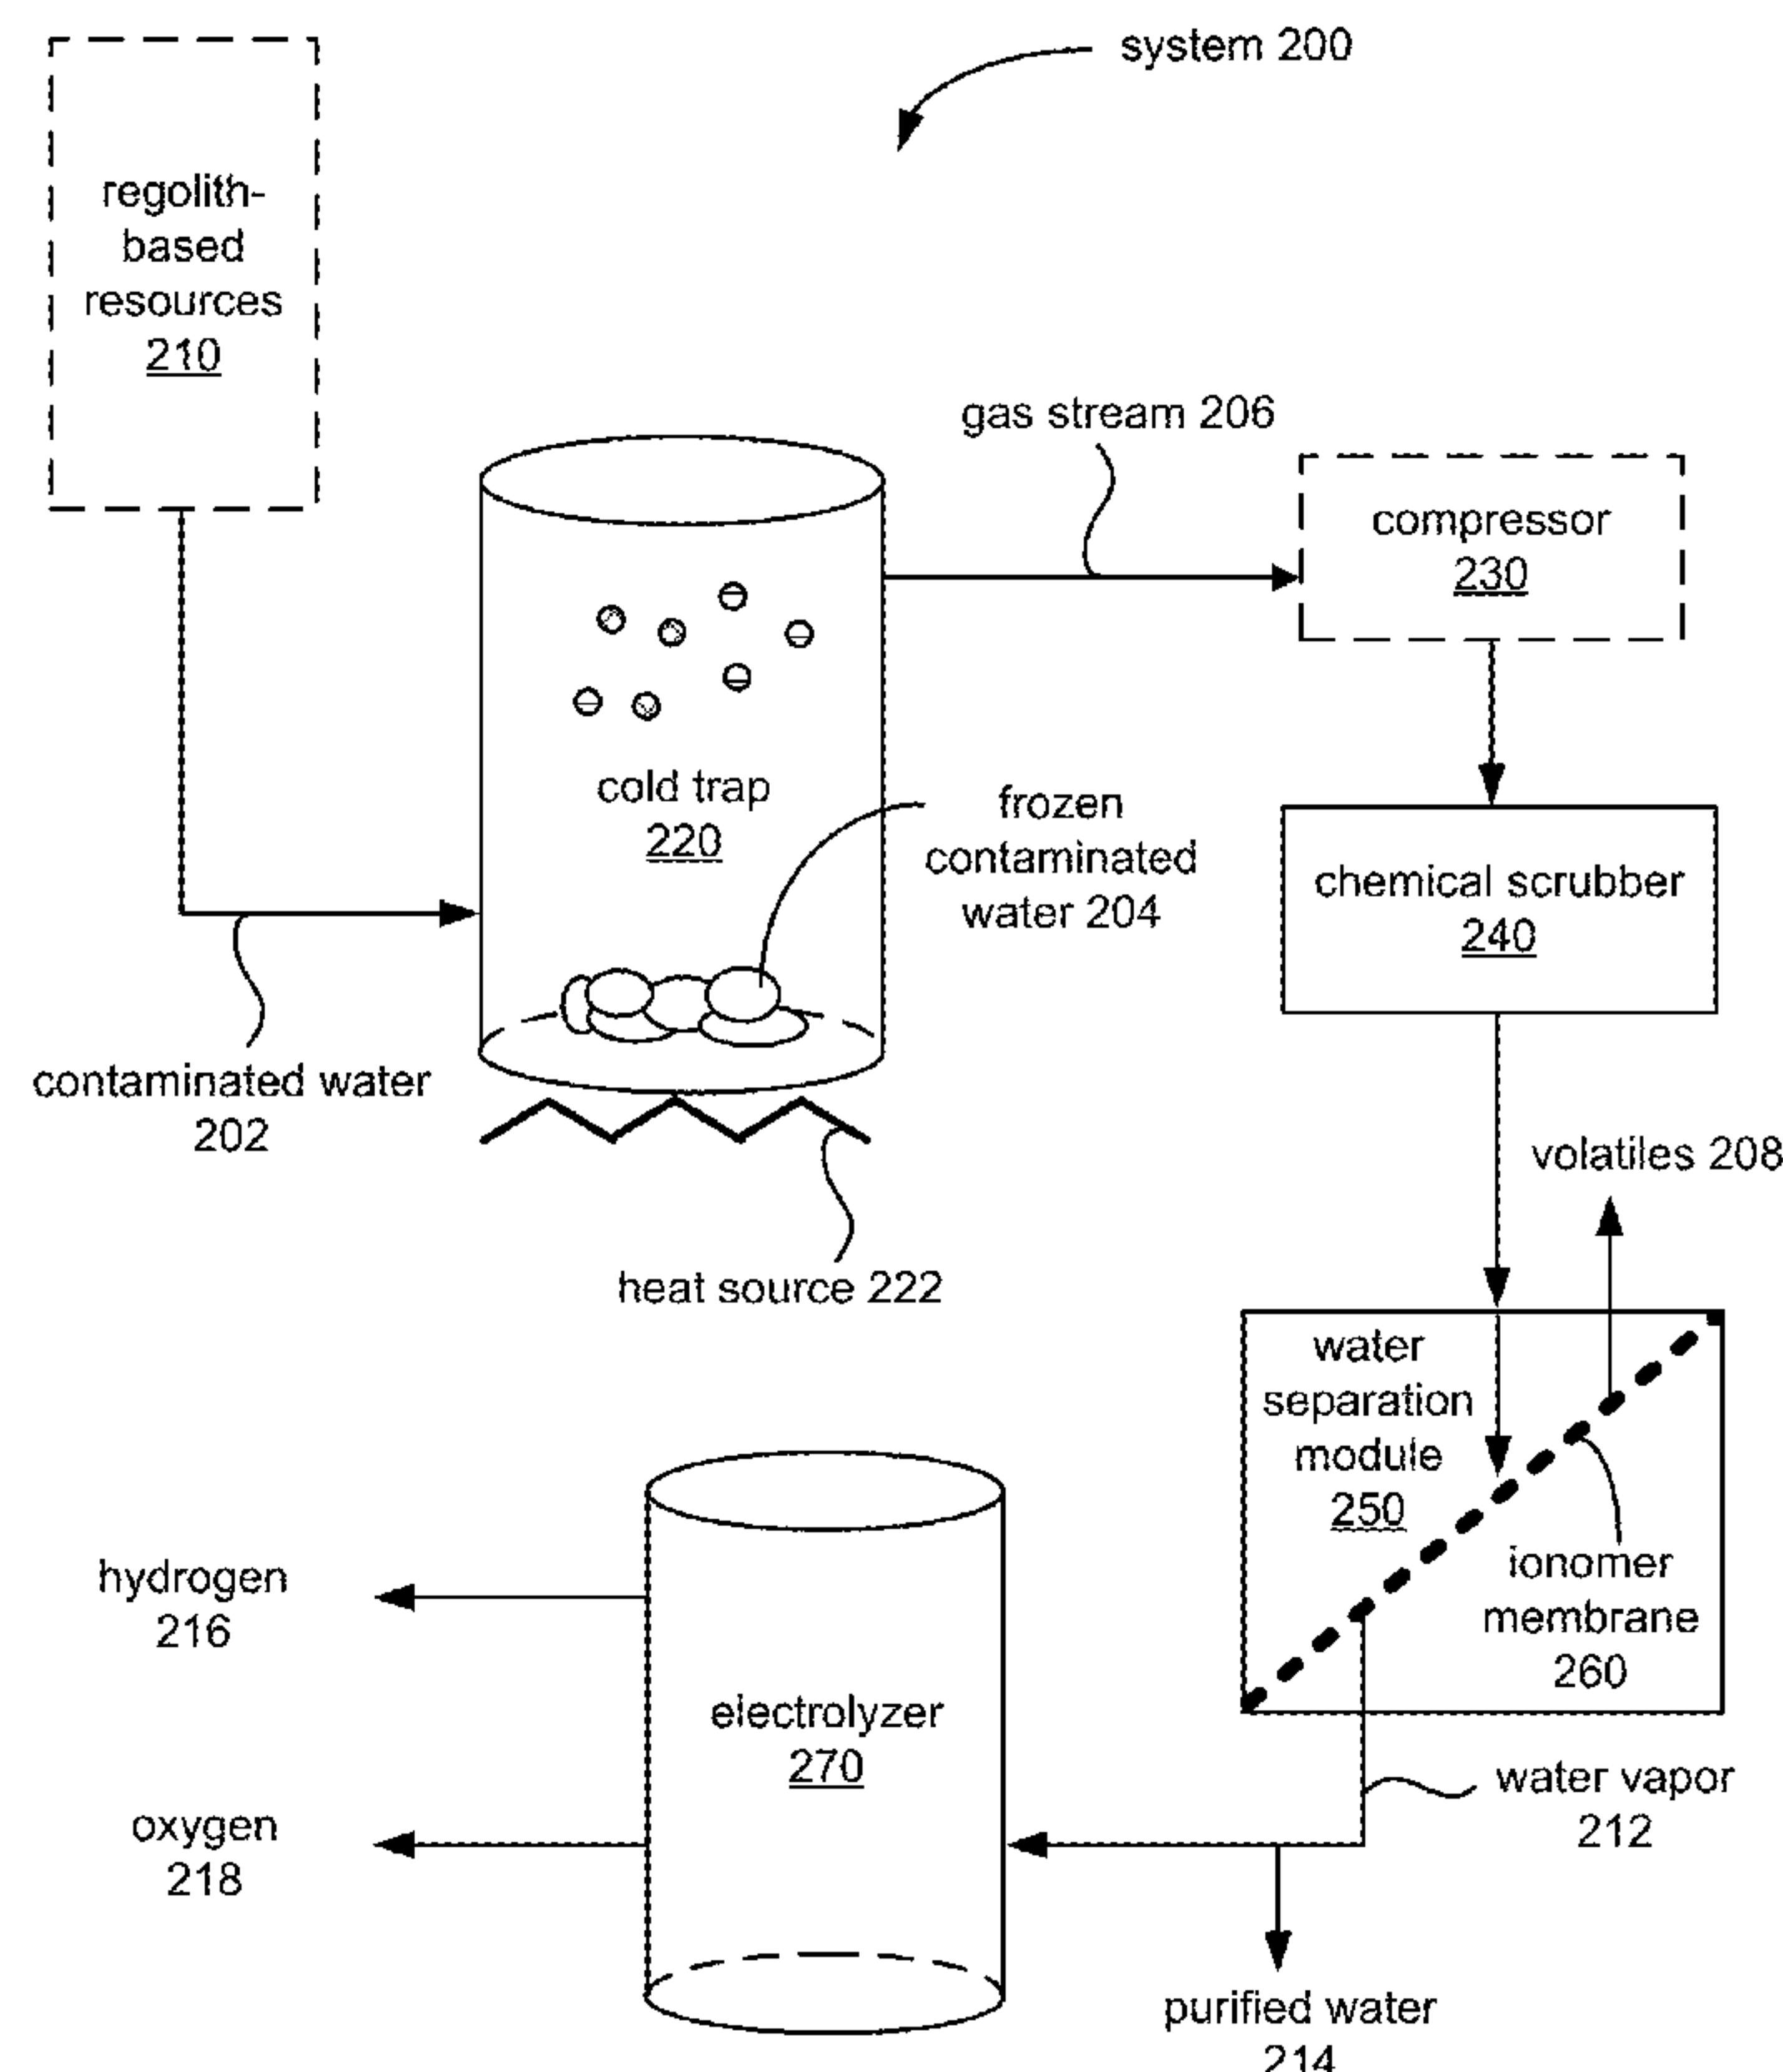 system 200
regolith-
based
resources
210
gas stream 206
compressor
230
cold trap
220
frozen
contaminated
water 204
chemical scrubber
240
contaminated water
202
volatiles 208
heat source 222
water
separation
module
250
ionomer
membrane
260
hydrogen
216
electrolyzer
270
water vapor
212
oxygen
218
purified water
214